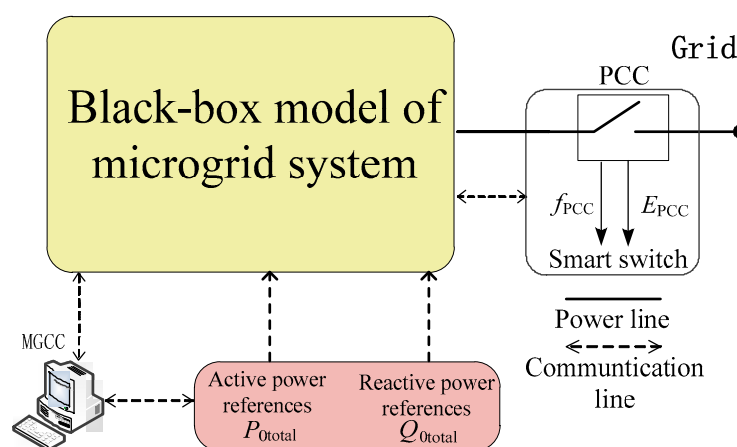 Grid
PCC
Black-box model of
microgrid system
fPCC
EPCC
Smart switch
Power line
Communtication
line
MGCC
Active power
references
P0total
Reactive power
references
Q0total